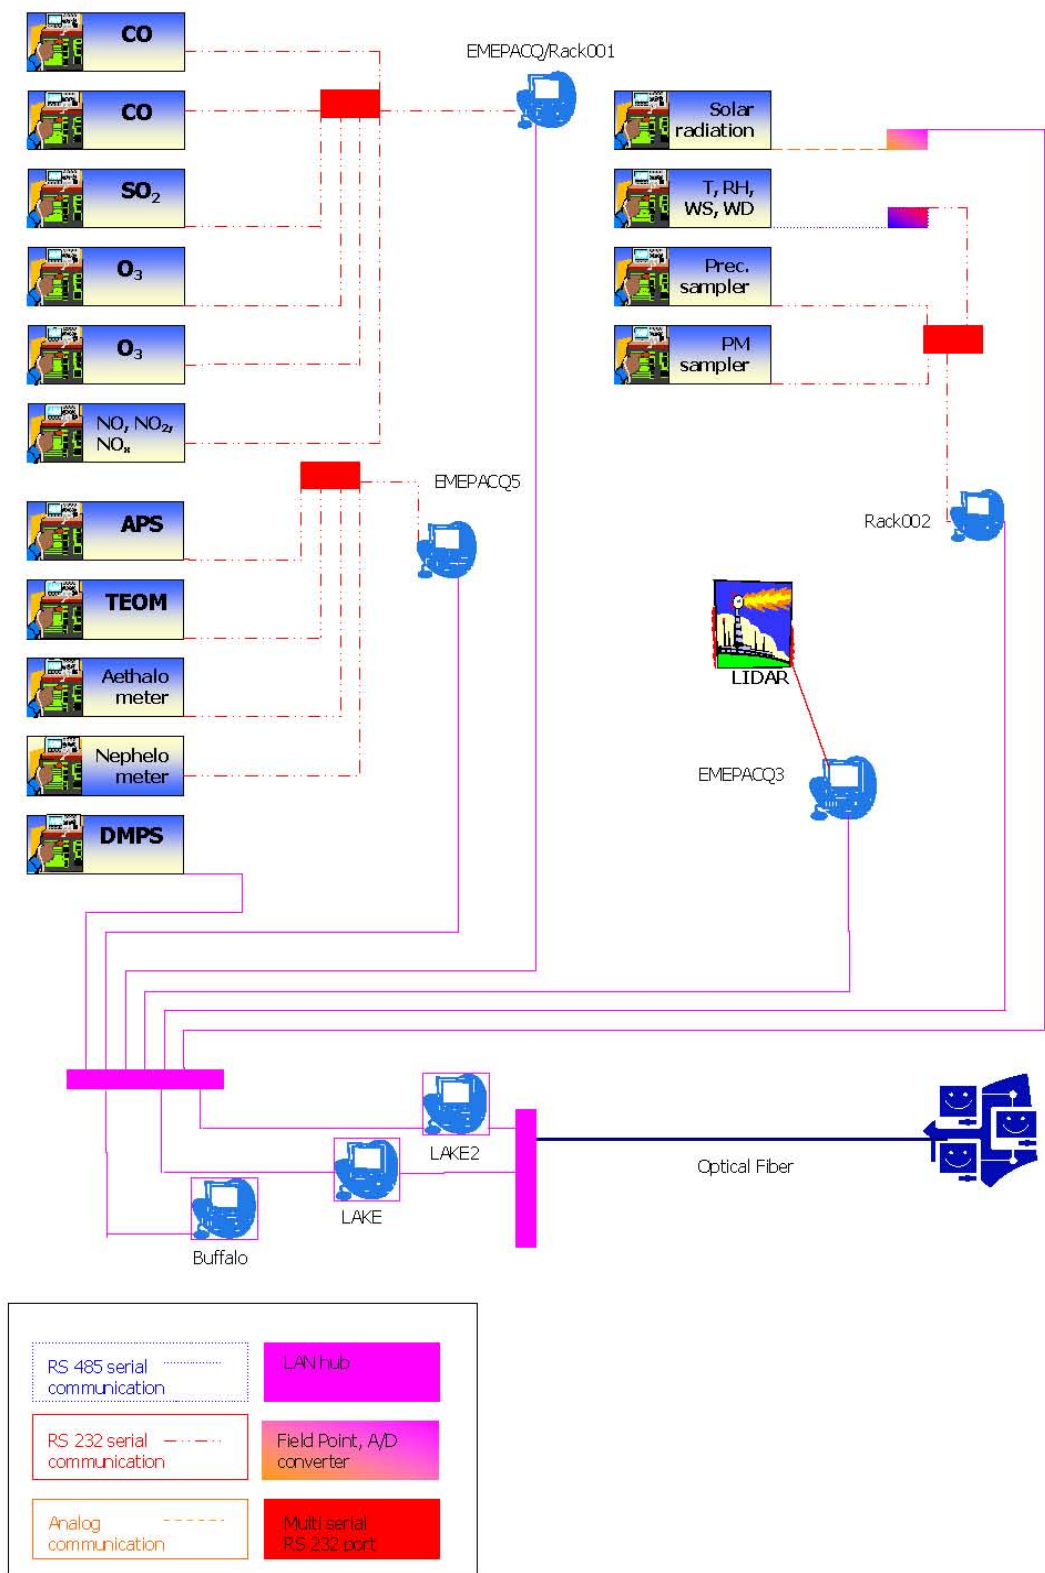 CO
CO
SO₂
O₃
O₃
NO, NO₂,
NOₓ
EMEPACQ/Rack001
Solar
radiation
T, RH,
WS, WD
Prec.
sampler
PM
sampler
APS
TEOM
Aethalo
meter
Nephelo
meter
DMPS
EMEPACQ5
Rack002
LIDAR
EMEPACQ3
LAKE2
LAKE
Buffalo
Optical Fiber
RS 485 serial
communication
LAN hub
RS 232 serial
communication
Field Point, A/D
converter
Analog
communication
Multi serial
RS 232 port